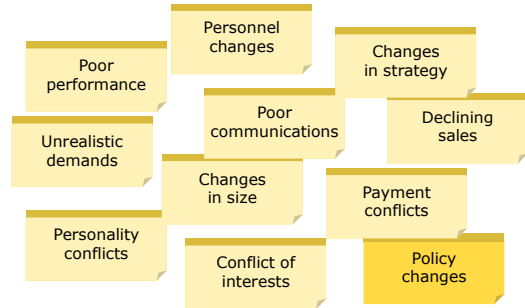 Personnel
changes
Changes
in strategy
Poor
performance
Poor
communications
Declining
sales
Unrealistic
demands
Changes
in size
Payment
conflicts
Personality
conflicts
Conflict of
interests
Policy
changes